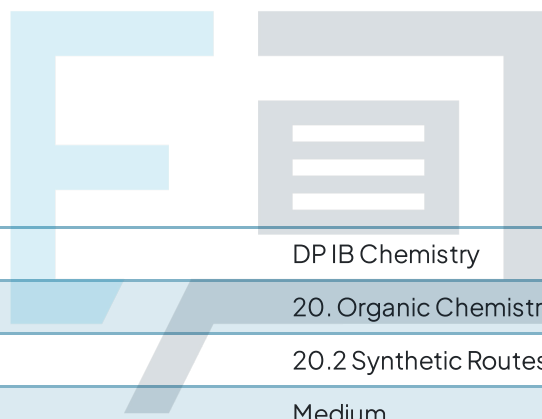 DP IB Chemistry
20. Organic Chemistr
20.2 Synthetic Routes
Medium